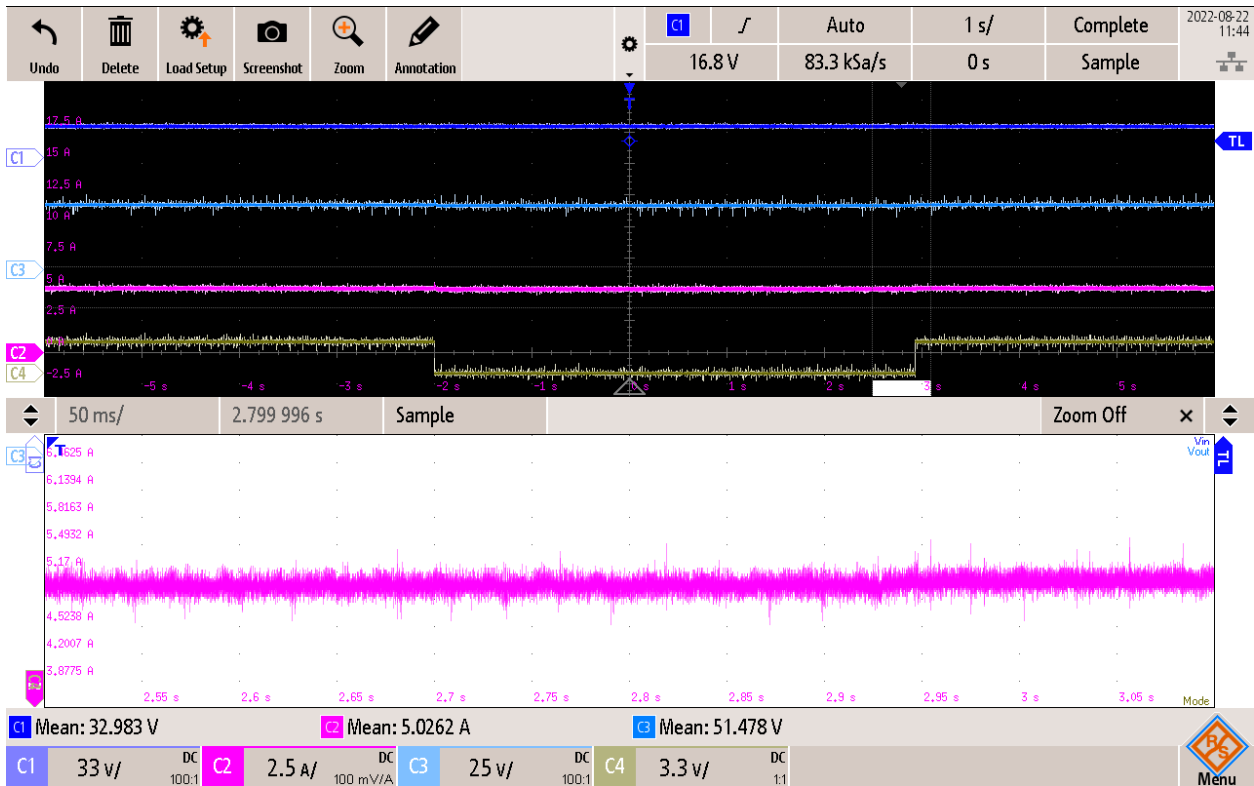 Undo Delete Load Setup Screenshot Zoom Annotation
C1 Auto 1 s/ Complete 2022-08-22
11:44
16.8 V 83.3 kSa/s 0 s Sample
T
17.5 A
TL
C1 15 A
12.5 A
10 A
7.5 A
C3
5 A
2.5 A
C2
C4 -2.5 A
-5 s -4 s -3 s -2 s -1 s 0 s 1 s 2 s 3 s 4 s 5 s
50 ms/ 2.799 996 s Sample Zoom Off ×
Vin
Vout
C3 C1 T TL
6.4625 A
6.1394 A
5.8163 A
5.4932 A
5.17 A
4.5238 A
4.2007 A
3.8775 A
C2
2.55 s 2.6 s 2.65 s 2.7 s 2.75 s 2.8 s 2.85 s 2.9 s 2.95 s 3 s 3.05 s Mode
C1 Mean: 32.983 V C2 Mean: 5.0262 A C3 Mean: 51.478 V
C1 33 V/ DC 100:1 C2 2.5 A/ DC 100 mV/A C3 25 V/ DC 100:1 C4 3.3 V/ DC 1:1
R&S
Menu